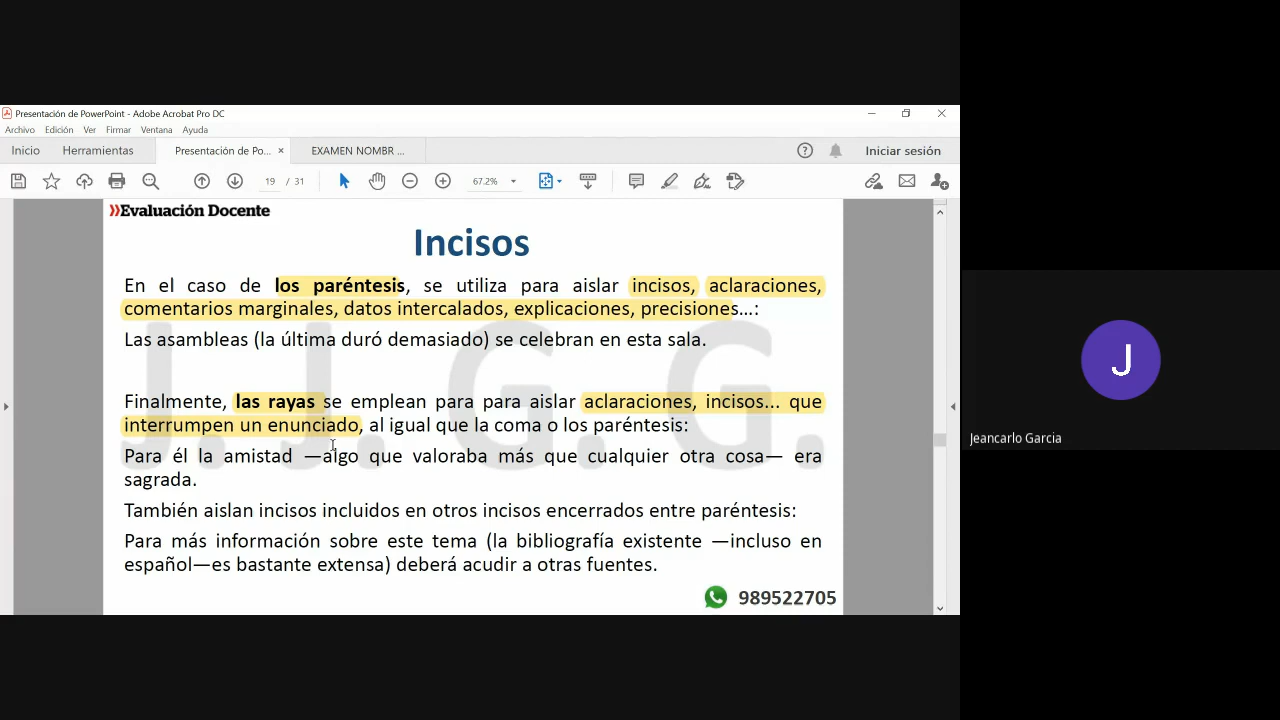 Presentación de PowerPoint - Adobe Acrobat Pro DC
Archivo Edición Ver Firmar Ventana Ayuda
Inicio Herramientas Presentación de Po... × EXAMEN NOMBR ... Iniciar sesión
19 / 31 67.2%
»Evaluación Docente
Incisos
En el caso de los paréntesis, se utiliza para aislar incisos, aclaraciones,
comentarios marginales, datos intercalados, explicaciones, precisiones...:
Las asambleas (la última duró demasiado) se celebran en esta sala.
Finalmente, las rayas se emplean para para aislar aclaraciones, incisos... que
interrumpen un enunciado, al igual que la coma o los paréntesis:
Para él la amistad —algo que valoraba más que cualquier otra cosa— era
sagrada.
También aislan incisos incluidos en otros incisos encerrados entre paréntesis:
Para más información sobre este tema (la bibliografía existente —incluso en
español—es bastante extensa) deberá acudir a otras fuentes.
J. J. G. G.
989522705
J
Jeancarlo Garcia